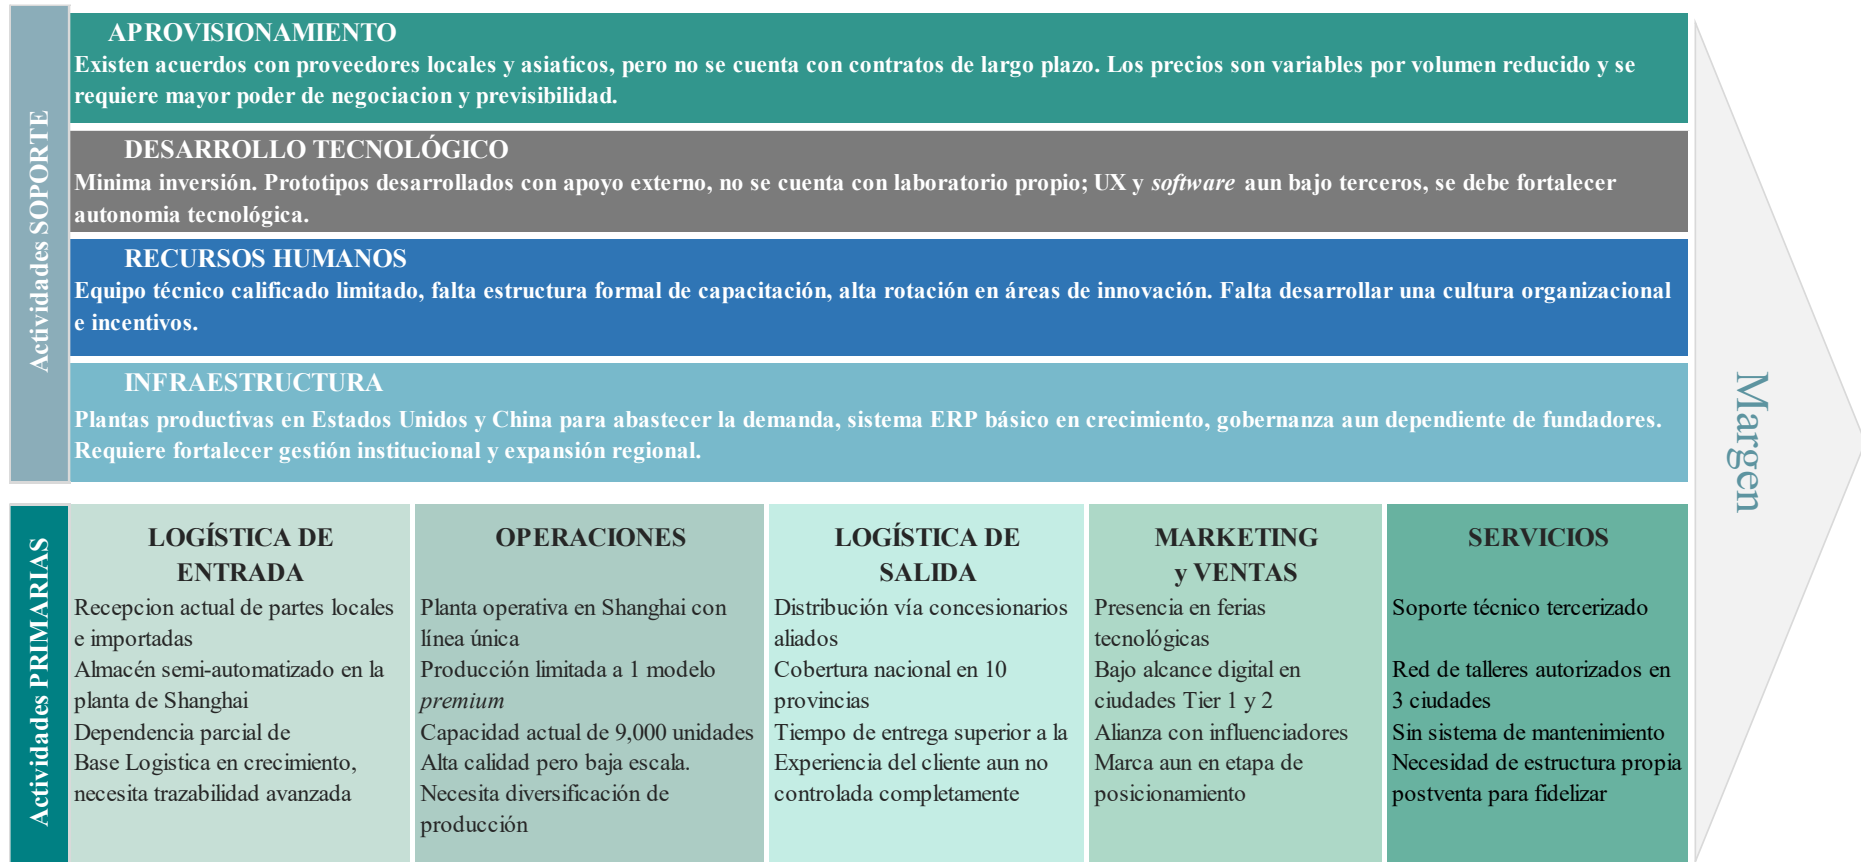 Actividades SOPORTE
APROVISIONAMIENTO
Existen acuerdos con proveedores locales y asiaticos, pero no se cuenta con contratos de largo plazo. Los precios son variables por volumen reducido y se
requiere mayor poder de negociacion y previsibilidad.
DESARROLLO TECNOLÓGICO
Minima inversión. Prototipos desarrollados con apoyo externo, no se cuenta con laboratorio propio; UX y software aun bajo terceros, se debe fortalecer
autonomia tecnológica.
RECURSOS HUMANOS
Equipo técnico calificado limitado, falta estructura formal de capacitación, alta rotación en áreas de innovación. Falta desarrollar una cultura organizacional
e incentivos.
INFRAESTRUCTURA
Plantas productivas en Estados Unidos y China para abastecer la demanda, sistema ERP básico en crecimiento, gobernanza aun dependiente de fundadores.
Requiere fortalecer gestión institucional y expansión regional.
Margen
Actividades PRIMARIAS
LOGÍSTICA DE
ENTRADA
Recepcion actual de partes locales
e importadas
Almacén semi-automatizado en la
planta de Shanghai
Dependencia parcial de
Base Logistica en crecimiento,
necesita trazabilidad avanzada
OPERACIONES
Planta operativa en Shanghai con
línea única
Producción limitada a 1 modelo
premium
Capacidad actual de 9,000 unidades
Alta calidad pero baja escala.
Necesita diversificación de
producción
LOGÍSTICA DE
SALIDA
Distribución vía concesionarios
aliados
Cobertura nacional en 10
provincias
Tiempo de entrega superior a la
Experiencia del cliente aun no
controlada completamente
MARKETING
y VENTAS
Presencia en ferias
tecnológicas
Bajo alcance digital en
ciudades Tier 1 y 2
Alianza con influenciadores
Marca aun en etapa de
posicionamiento
SERVICIOS
Soporte técnico tercerizado
Red de talleres autorizados en
3 ciudades
Sin sistema de mantenimiento
Necesidad de estructura propia
postventa para fidelizar